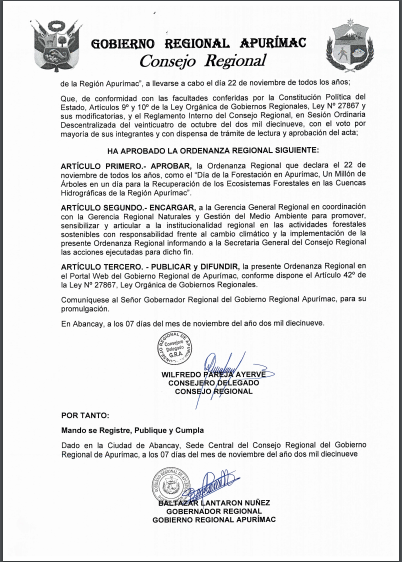 GOBIERNO REGIONAL APURÍMAC
Consejo Regional
de la Región Apurímac", a llevarse a cabo el día 22 de noviembre de todos los años;
Que, de conformidad con las facultades conferidas por la Constitución Política del
Estado, Artículos 9º y 10º de la Ley Orgánica de Gobiernos Regionales, Ley Nº 27867 y
sus modificatorias, y el Reglamento Interno del Consejo Regional, en Sesión Ordinaria
Descentralizada del veinticuatro de octubre del dos mil diecinueve, con el voto por
mayoría de sus integrantes y con dispensa de trámite de lectura y aprobación del acta;
HA APROBADO LA ORDENANZA REGIONAL SIGUIENTE:
ARTÍCULO PRIMERO.- APROBAR, la Ordenanza Regional que declara el 22 de
noviembre de todos los años, como el "Día de la Forestación en Apurímac, Un Millón de
Árboles en un día para la Recuperación de los Ecosistemas Forestales en las Cuencas
Hidrográficas de la Región Apurímac".
ARTÍCULO SEGUNDO.- ENCARGAR, a la Gerencia General Regional en coordinación
con la Gerencia Regional Naturales y Gestión del Medio Ambiente para promover,
sensibilizar y articular a la institucionalidad regional en las actividades forestales
sostenibles con responsabilidad frente al cambio climático y la implementación de la
presente Ordenanza Regional informando a la Secretaria General del Consejo Regional
las acciones ejecutadas para dicho fin.
ARTÍCULO TERCERO. - PUBLICAR y DIFUNDIR, la presente Ordenanza Regional en
el Portal Web del Gobierno Regional de Apurímac, conforme dispone el Artículo 42º de
la Ley Nº 27867, Ley Orgánica de Gobiernos Regionales.
Comuníquese al Señor Gobernador Regional del Gobierno Regional Apurímac, para su
promulgación.
En Abancay, a los 07 días del mes de noviembre del año dos mil diecinueve.
Consejero
Delegado
G.R.A.
WILFREDO PAREJA AYERVE
CONSEJERO DELEGADO
CONSEJO REGIONAL
POR TANTO:
Mando se Registre, Publique y Cumpla
Dado en la Ciudad de Abancay, Sede Central del Consejo Regional del Gobierno
Regional de Apurímac, a los 07 días del mes de noviembre del año dos mil diecinueve
BALTAZAR LANTARON NUÑEZ
GOBERNADOR REGIONAL
GOBIERNO REGIONAL APURÍMAC